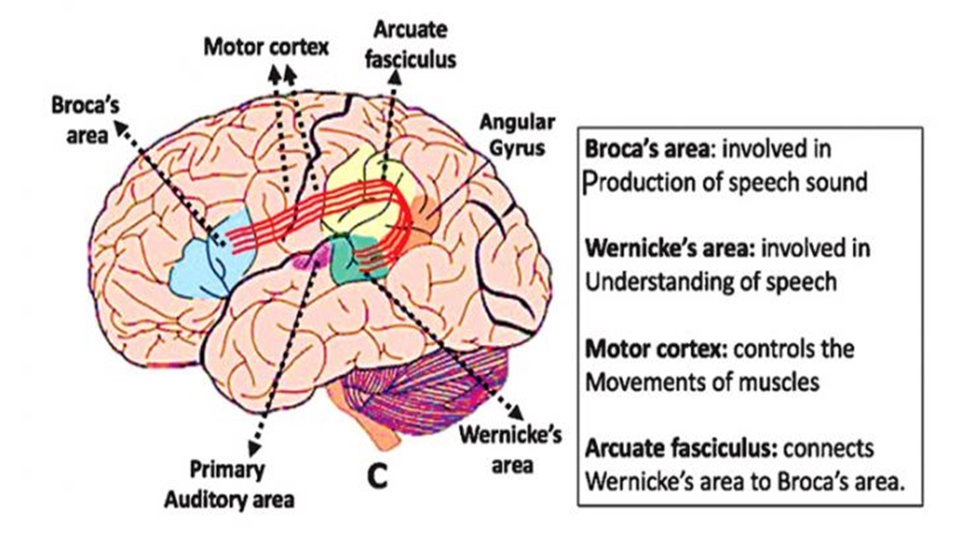 Motor cortex
Arcuate
fasciculus
Broca's
area
Angular
Gyrus
Primary
Auditory area
C
Wernicke's
area
Broca's area: involved in
Production of speech sound
Wernicke's area: involved in
Understanding of speech
Motor cortex: controls the
Movements of muscles
Arcuate fasciculus: connects
Wernicke's area to Broca's area.